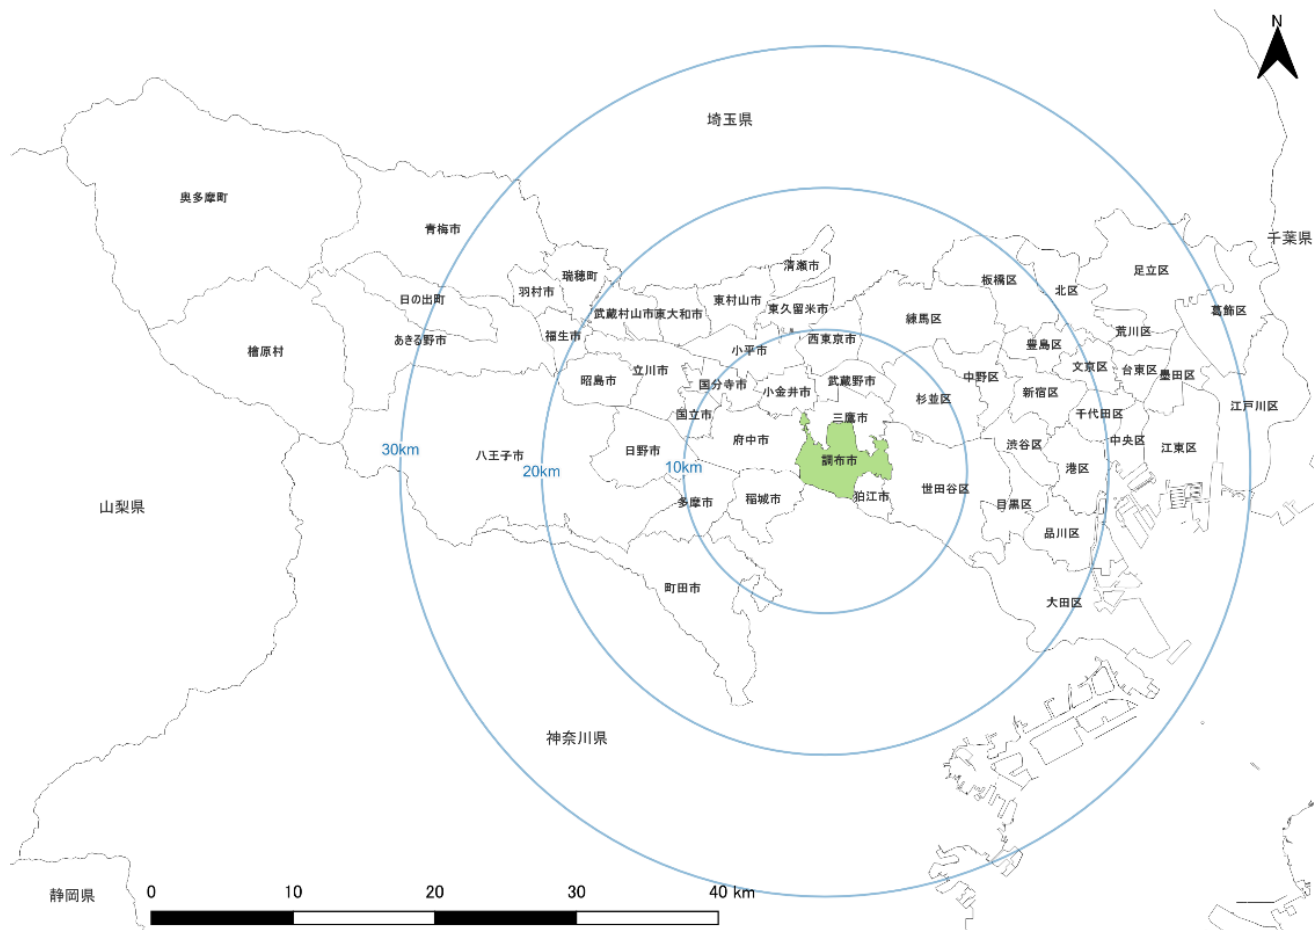 N
埼玉県
奥多摩町
青梅市
千葉県
清瀬市
足立区
瑞穂町
板橋区
北区
羽村市
日の出町
東村山市
東久留米市
葛飾区
武蔵村山市
東大和市
練馬区
荒川区
福生市
あきる野市
西東京市
豊島区
檜原村
小平市
文京区
台東区
墨田区
立川市
昭島市
国分寺市
小金井市
武蔵野市
中野区
新宿区
杉並区
江戸川区
国立市
三鷹市
千代田区
府中市
中央区
渋谷区
江東区
30km
八王子市
日野市
調布市
20km
10km
港区
世田谷区
多摩市
稲城市
狛江市
目黒区
山梨県
品川区
町田市
大田区
神奈川県
静岡県
0
10
20
30
40 km